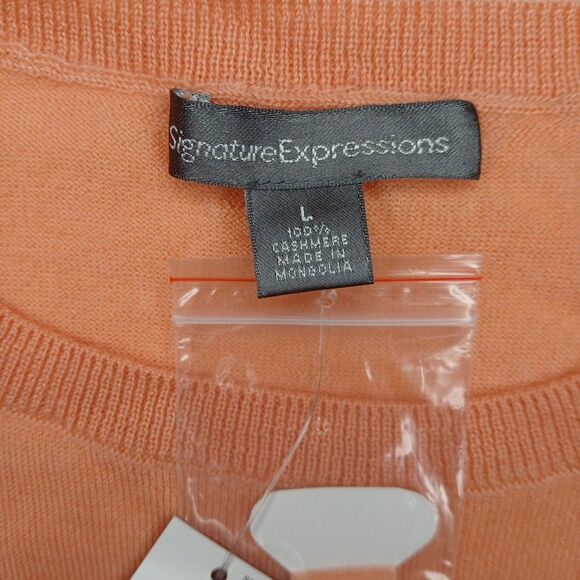 SignatureExpressions
L
100%
CASHMERE
MADE IN
MONGOLIA